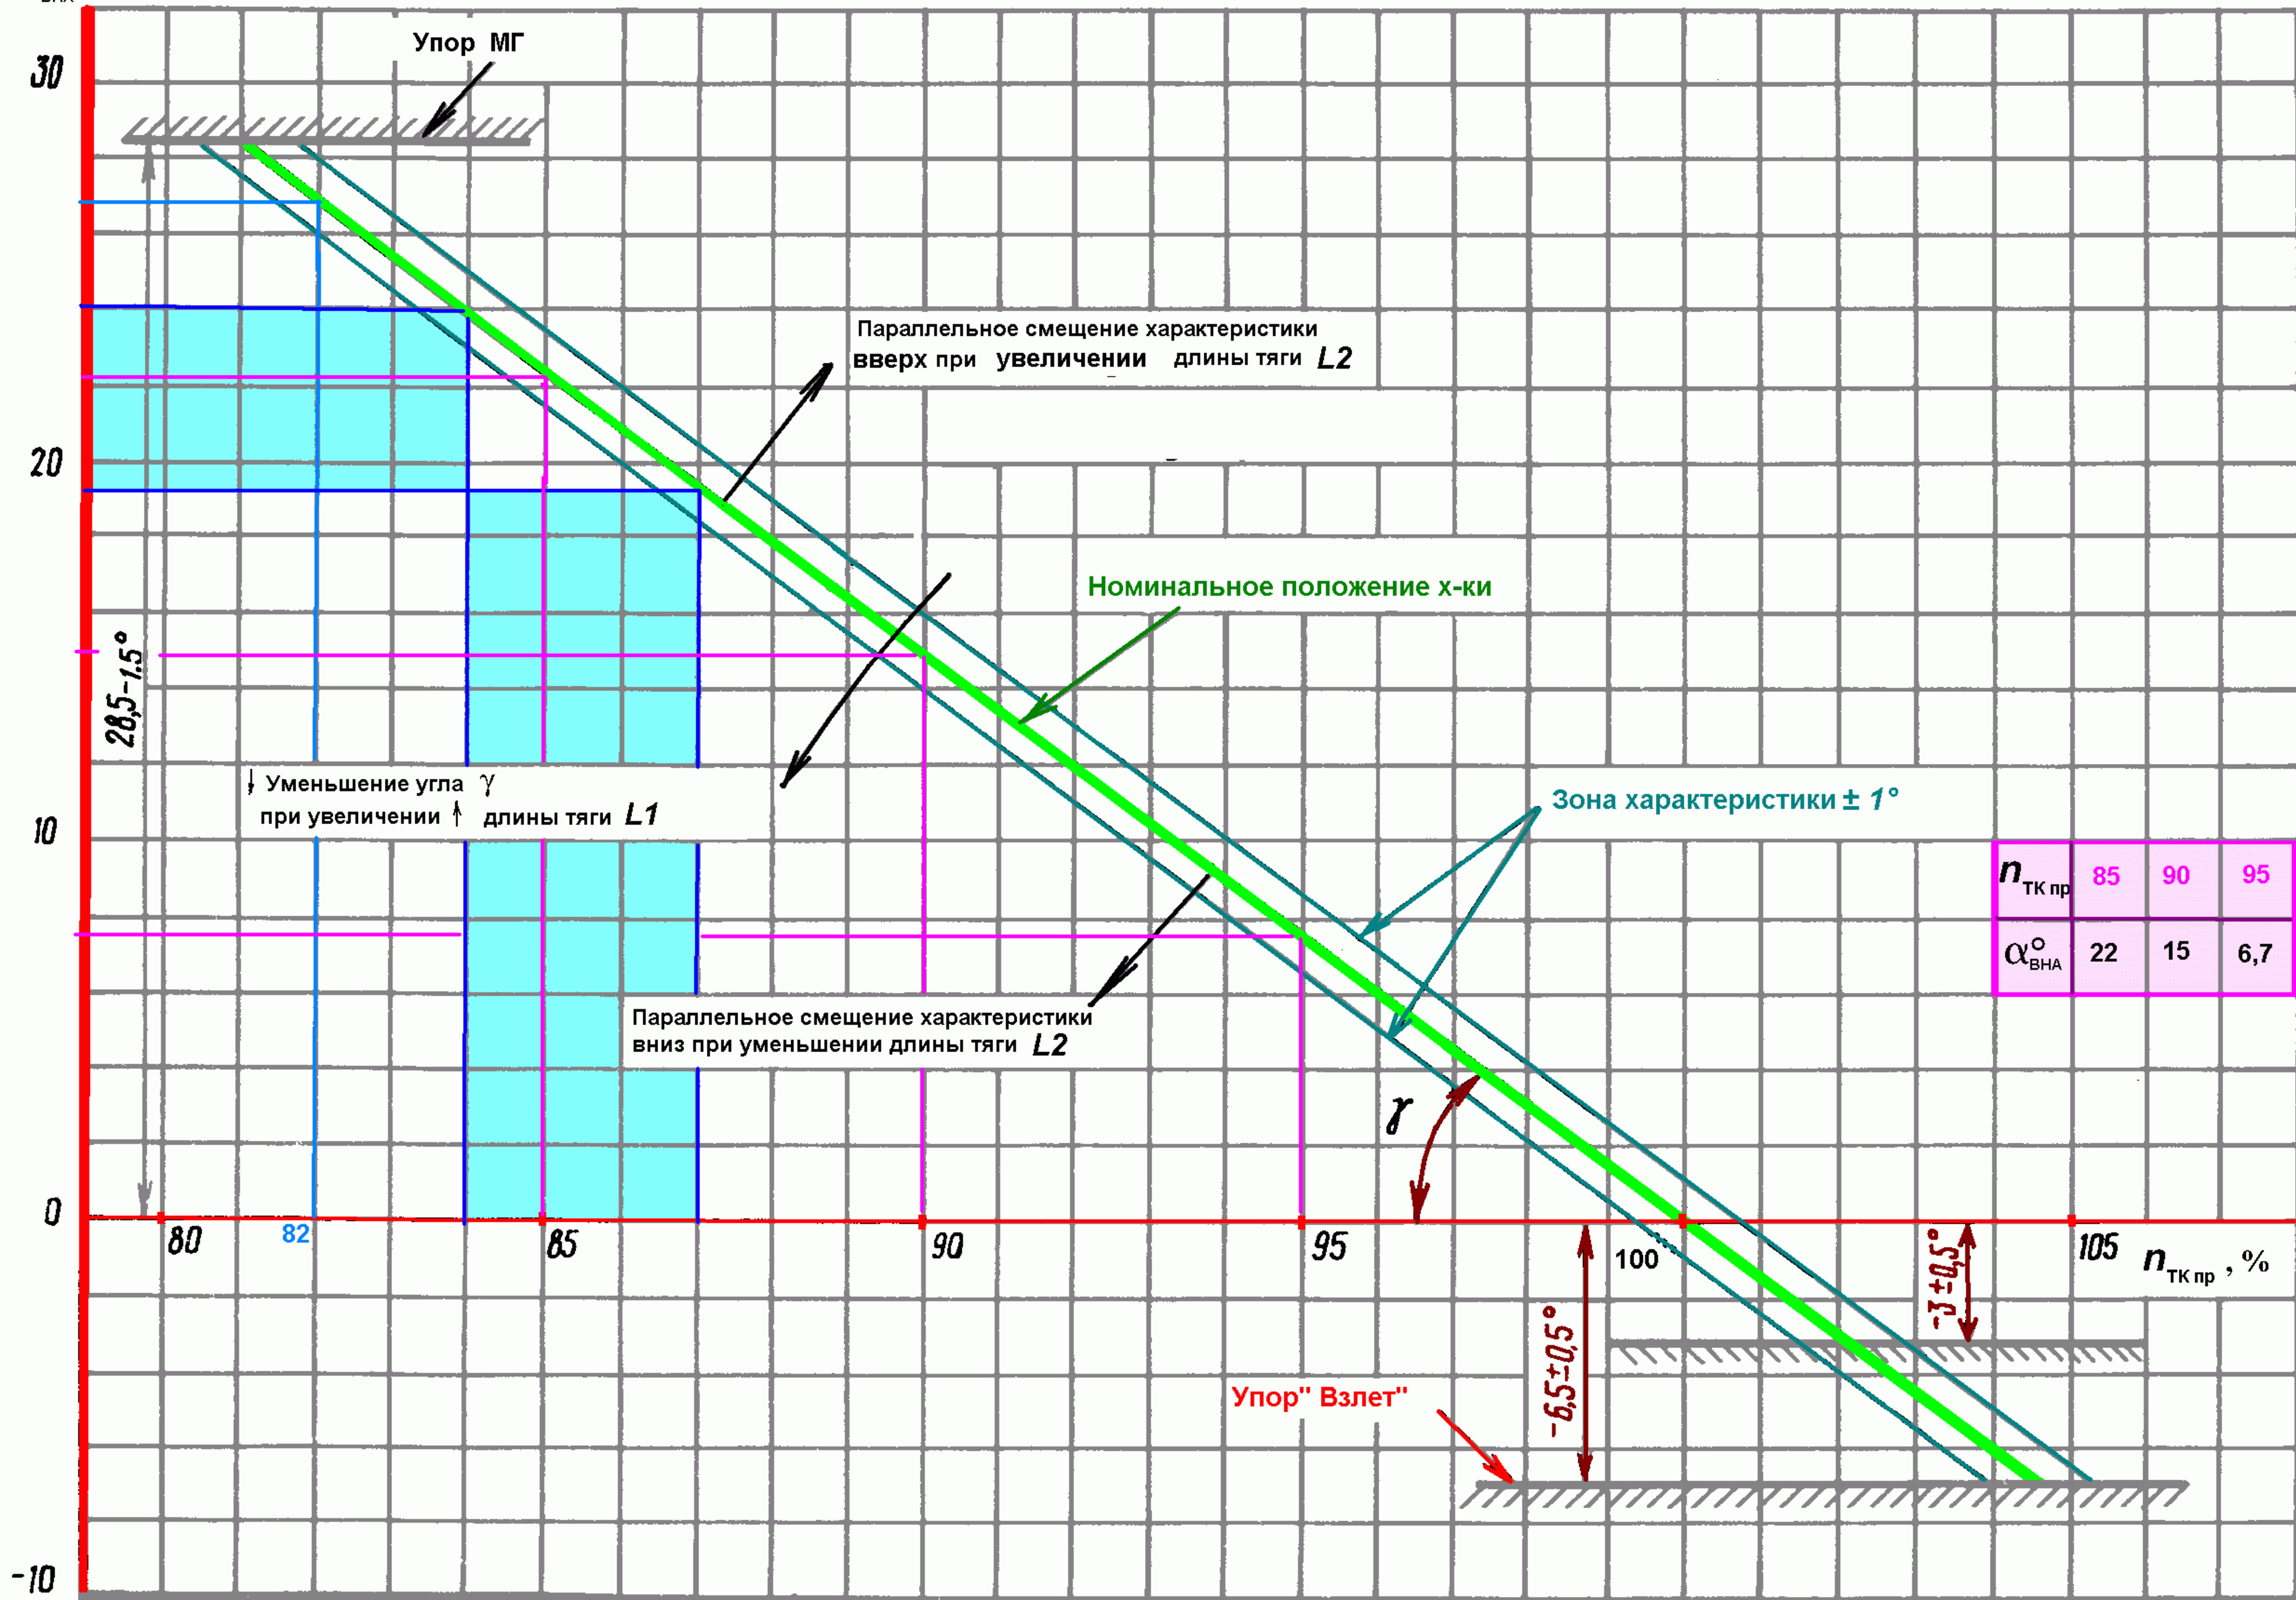 Упор МГ
30
Параллельное смещение характеристики
вверх при увеличении длины тяги L2
20
Номинальное положение х-ки
28,5-1.5°
↓ Уменьшение угла γ
при увеличении ↑ длины тяги L1
Зона характеристики ± 1°
10
n ТК пр 85 90 95
α° ВНА 22 15 6,7
Параллельное смещение характеристики
вниз при уменьшении длины тяги L2
γ
0
80 82 85 90 95 100 105 n ТК пр , %
-3±0,5°
-6,5±0,5°
Упор" Взлет"
-10